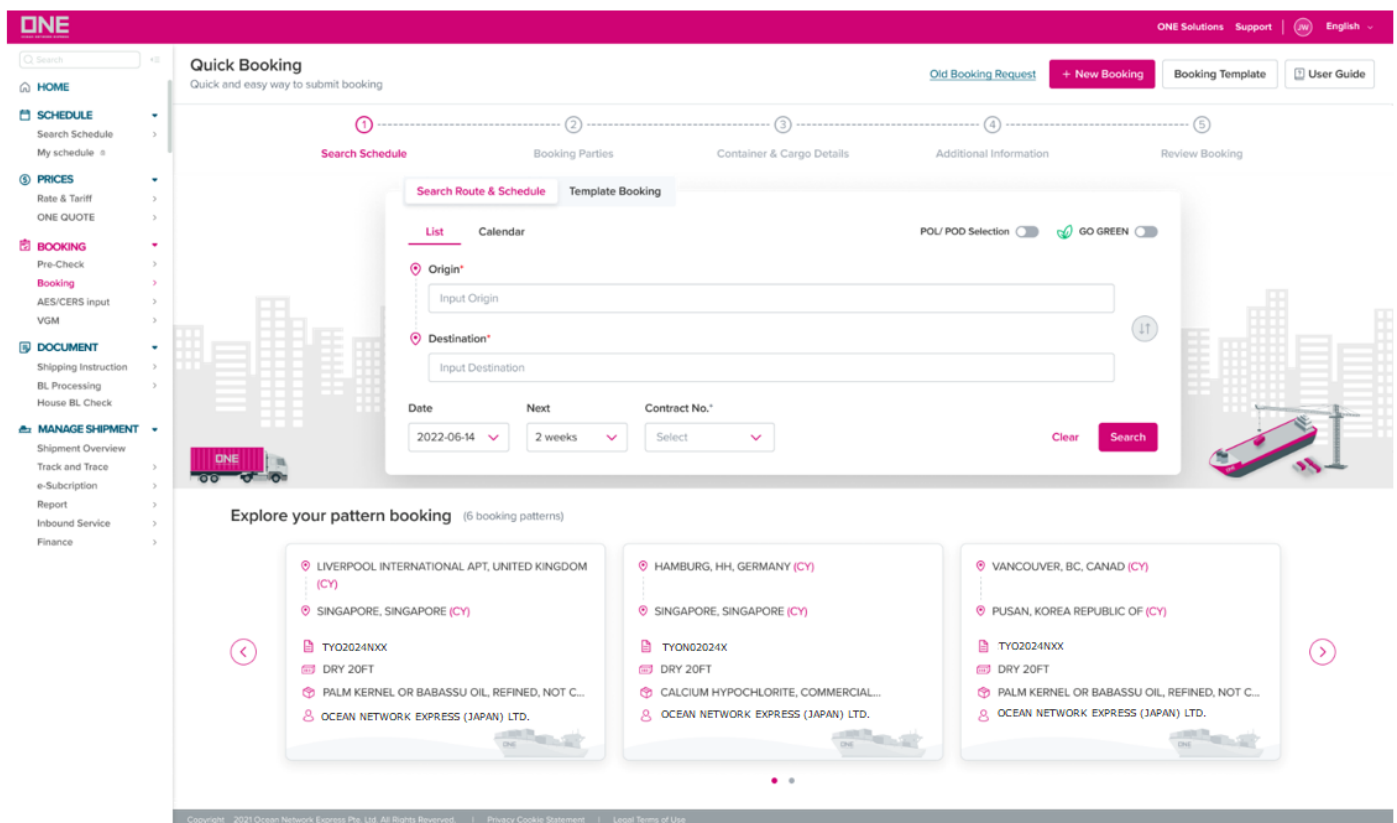 ONE
OCEAN NETWORK EXPRESS
ONE Solutions Support JW English
Search
HOME
SCHEDULE
Search Schedule
My schedule
PRICES
Rate & Tariff
ONE QUOTE
BOOKING
Pre-Check
Booking
AES/CERS input
VGM
DOCUMENT
Shipping Instruction
BL Processing
House BL Check
MANAGE SHIPMENT
Shipment Overview
Track and Trace
e-Subcription
Report
Inbound Service
Finance
Quick Booking
Quick and easy way to submit booking
Old Booking Request + New Booking Booking Template User Guide
1 2 3 4 5
Search Schedule Booking Parties Container & Cargo Details Additional Information Review Booking
Search Route & Schedule Template Booking
List Calendar POL/ POD Selection GO GREEN
Origin*
Input Origin
Destination*
Input Destination
Date Next Contract No.*
2022-06-14 2 weeks Select Clear Search
ONE
Explore your pattern booking (6 booking patterns)
LIVERPOOL INTERNATIONAL APT, UNITED KINGDOM
(CY)
SINGAPORE, SINGAPORE (CY)
TYO2024NXX
DRY 20FT
PALM KERNEL OR BABASSU OIL, REFINED, NOT C...
OCEAN NETWORK EXPRESS (JAPAN) LTD.
ONE
HAMBURG, HH, GERMANY (CY)
SINGAPORE, SINGAPORE (CY)
TYON02024X
DRY 20FT
CALCIUM HYPOCHLORITE, COMMERCIAL...
OCEAN NETWORK EXPRESS (JAPAN) LTD.
ONE
VANCOUVER, BC, CANAD (CY)
PUSAN, KOREA REPUBLIC OF (CY)
TYO2024NXX
DRY 20FT
PALM KERNEL OR BABASSU OIL, REFINED, NOT C...
OCEAN NETWORK EXPRESS (JAPAN) LTD.
ONE
Copyright 2021 Ocean Network Express Pte. Ltd. All Rights Reverved. | Privacy Cookie Statement | Legal Terms of Use